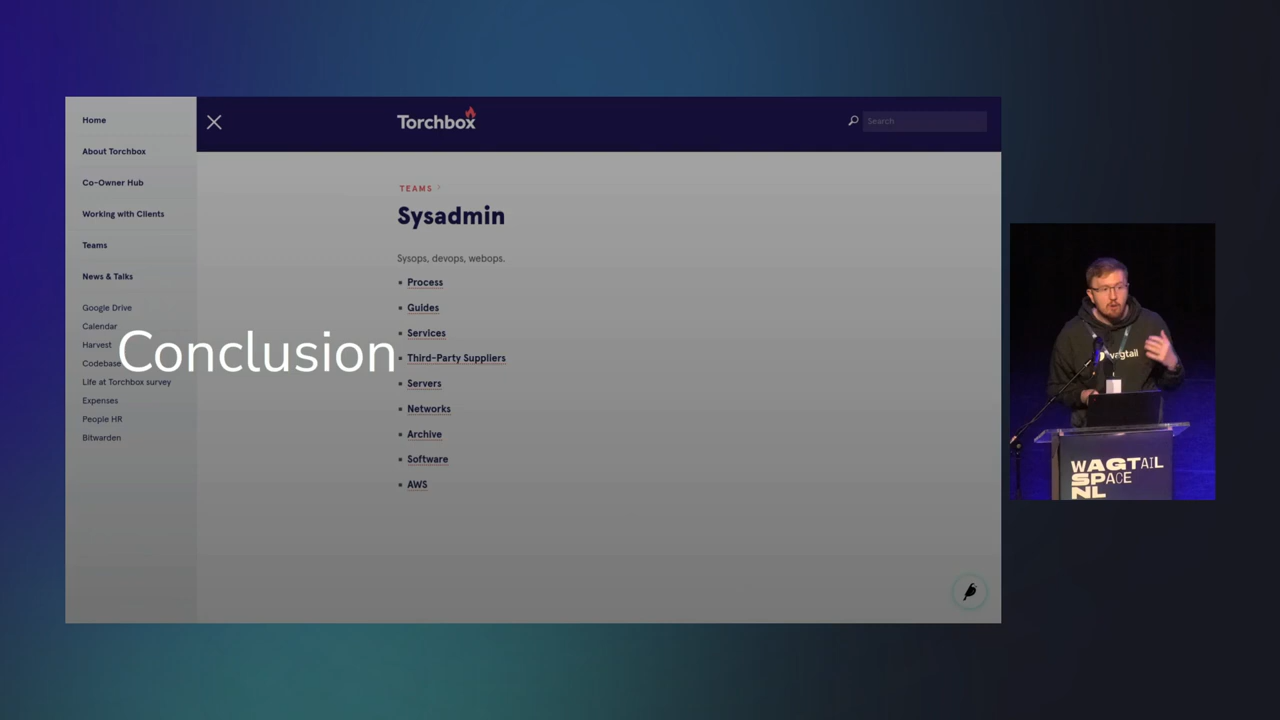 Home
About Torchbox
Co-Owner Hub
Working with Clients
Teams
News & Talks
Google Drive
Calendar
Harvest
Codebase
Life at Torchbox survey
Expenses
People HR
Bitwarden
Torchbox
Search
TEAMS
Sysadmin
Sysops, devops, webops.
Process
Guides
Services
Third-Party Suppliers
Servers
Networks
Archive
Software
AWS
Conclusion
wagtail
WAGTAIL
SPACE
NL